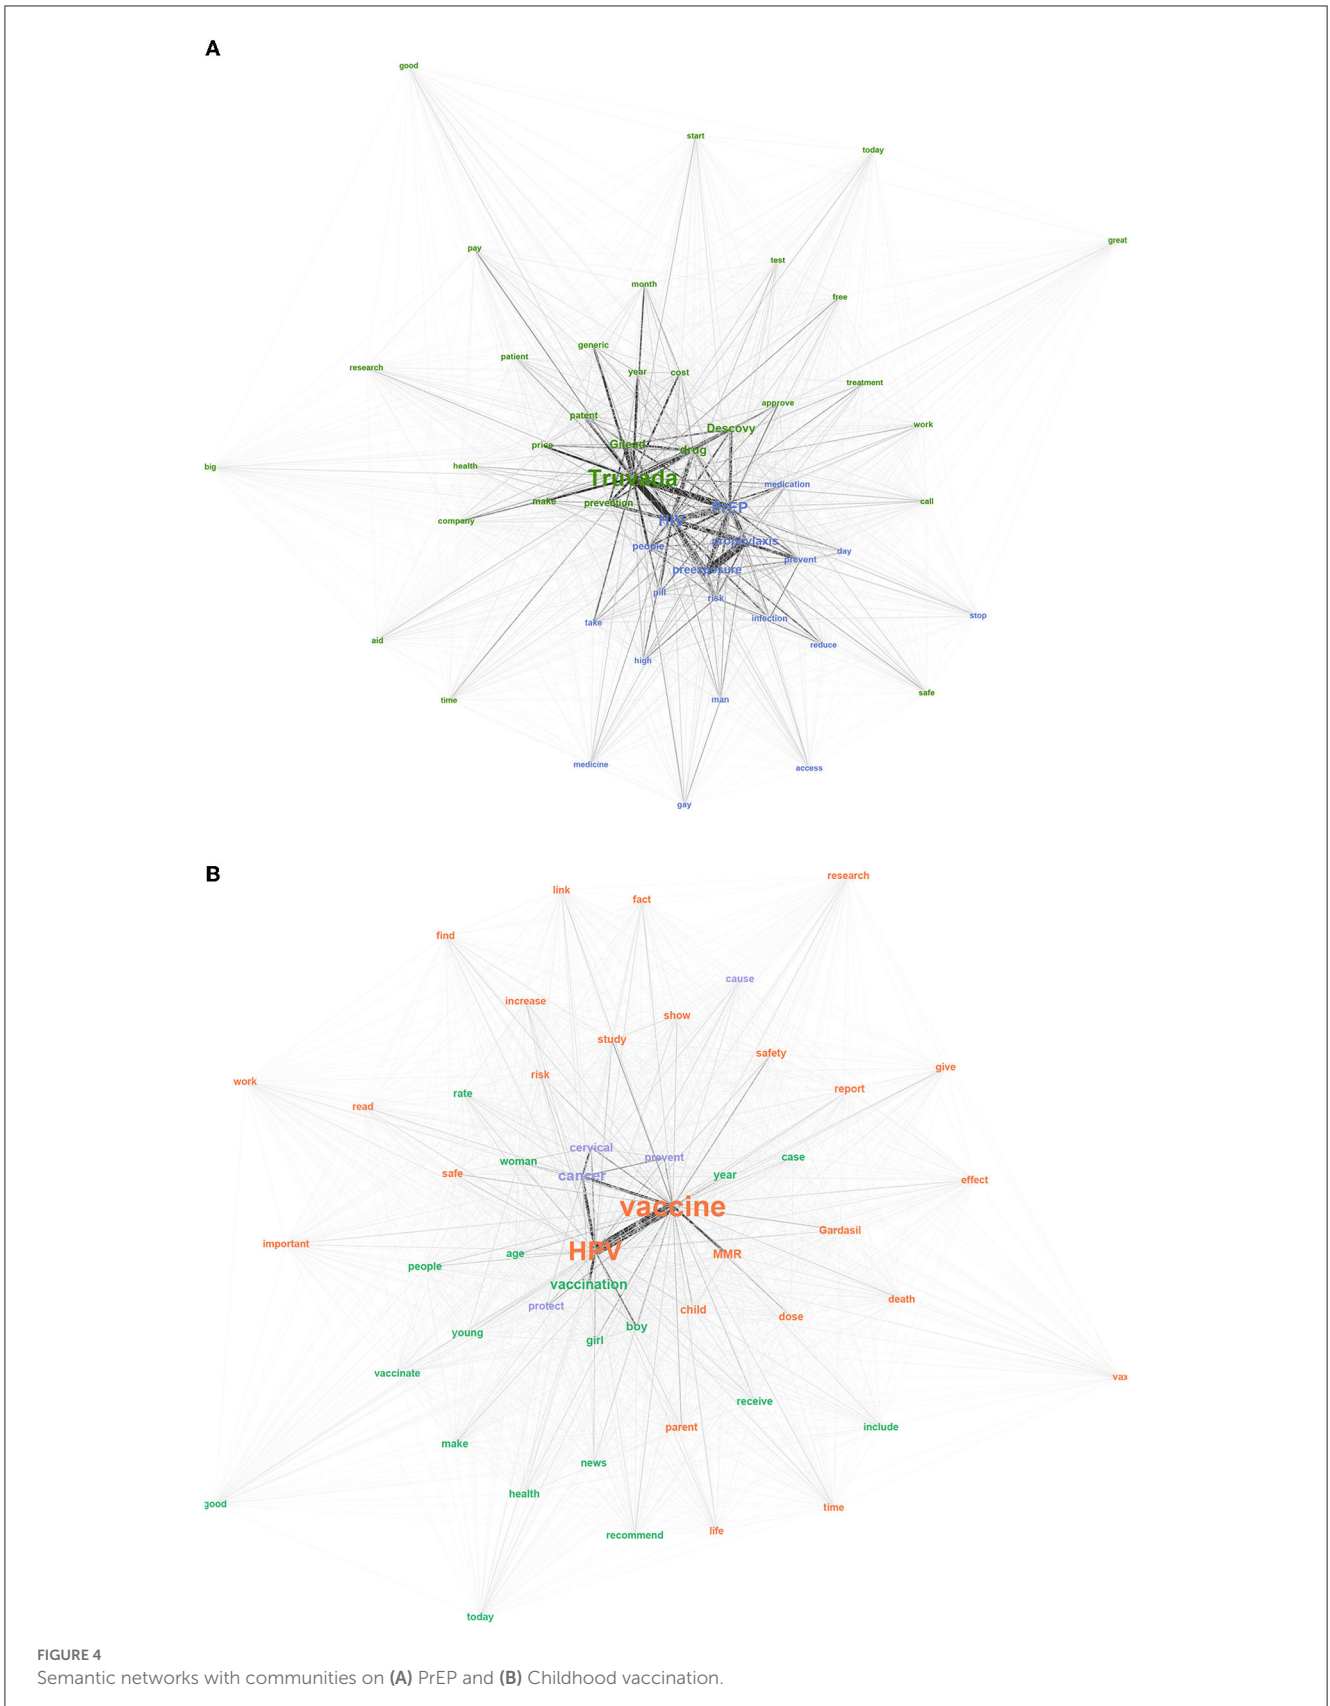 A
good
start
today
great
pay
test
month
free
generic
patient
research
year
cost
treatment
approve
patent
work
Descovy
price
Gilead
drug
big
health
Truvada
medication
make
prevention
call
PrEP
company
HIV
prophylaxis
people
day
prevent
preexposure
pill
risk
stop
take
infection
aid
reduce
high
safe
time
man
medicine
access
gay
B
research
link
fact
find
cause
increase
show
study
safety
give
risk
work
report
rate
read
cervical
prevent
case
woman
safe
cancer
year
effect
vaccine
Gardasil
important
HPV
age
MMR
people
vaccination
death
protect
child
dose
boy
young
girl
vaccinate
vax
receive
parent
include
make
news
health
good
time
life
recommend
today
FIGURE 4
Semantic networks with communities on (A) PrEP and (B) Childhood vaccination.